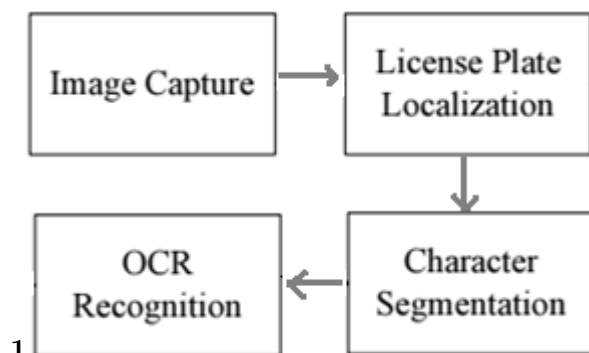 Image Capture
License Plate
Localization
OCR
Recognition
Character
Segmentation
1